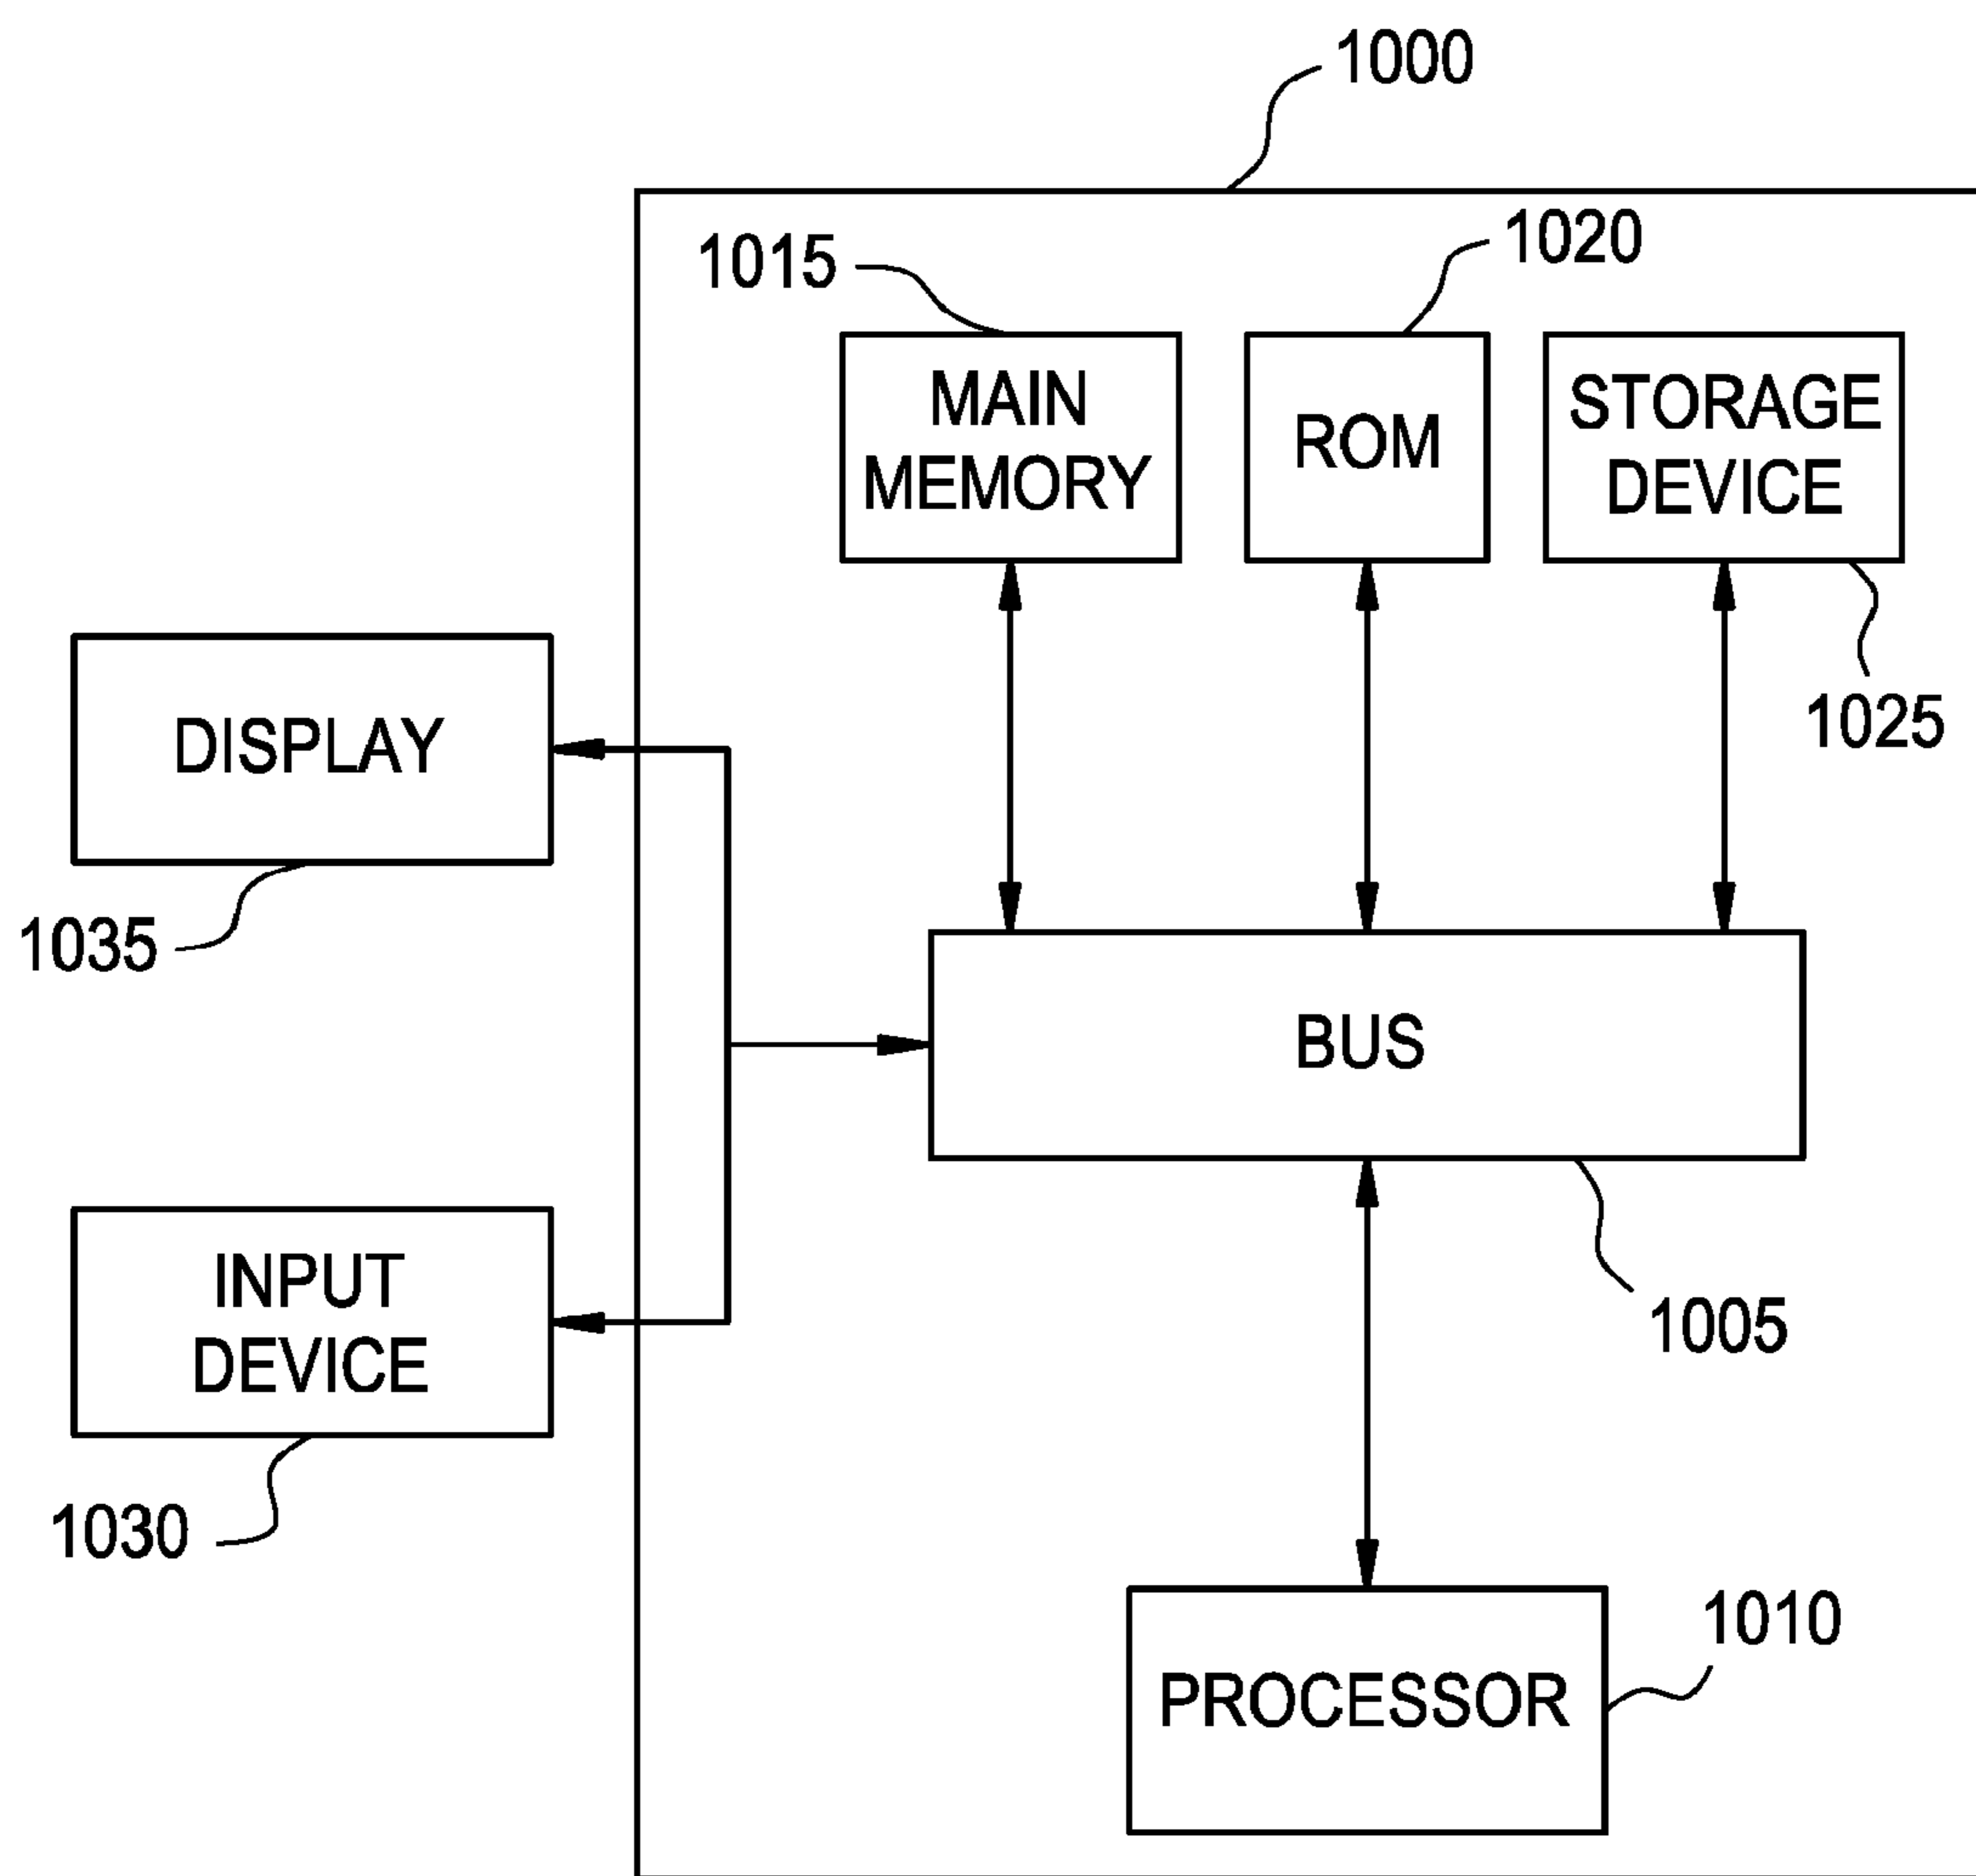 1000
1015
1020
MAIN
MEMORY
ROM
STORAGE
DEVICE
1025
DISPLAY
1035
BUS
1005
INPUT
DEVICE
1030
1010
PROCESSOR